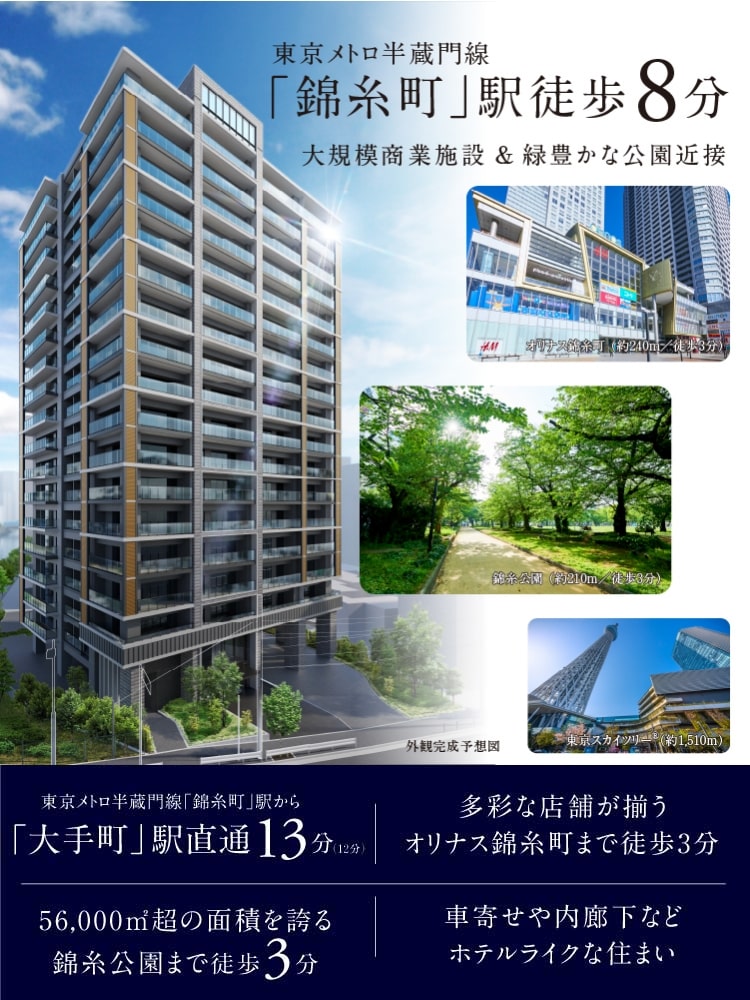 東京メトロ半蔵門線
「錦糸町」駅徒歩8分
大規模商業施設 & 緑豊かな公園近接
H&M
オリナス錦糸町（約240m／徒歩3分）
錦糸公園（約210m／徒歩3分）
東京スカイツリー®（約1,510m）
外観完成予想図
東京メトロ半蔵門線「錦糸町」駅から
「大手町」駅直通13分(12分)
多彩な店舗が揃う
オリナス錦糸町まで徒歩3分
56,000㎡超の面積を誇る
錦糸公園まで徒歩3分
車寄せや内廊下など
ホテルライクな住まい